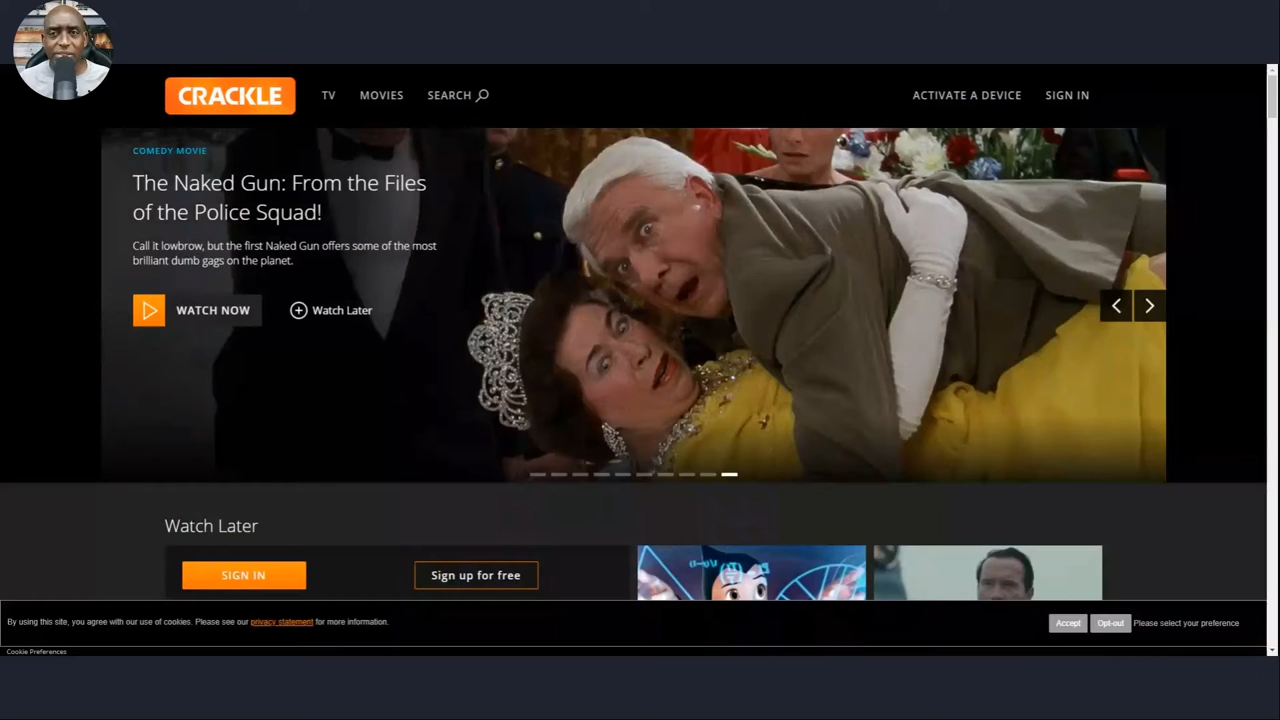 CRACKLE
TV
MOVIES
SEARCH
ACTIVATE A DEVICE
SIGN IN
COMEDY MOVIE
The Naked Gun: From the Files
of the Police Squad!
Call it lowbrow, but the first Naked Gun offers some of the most
brilliant dumb gags on the planet.
WATCH NOW
Watch Later
Watch Later
SIGN IN
Sign up for free
By using this site, you agree with our use of cookies. Please see our privacy statement for more information.
Accept
Opt-out
Please select your preference
Cookie Preferences